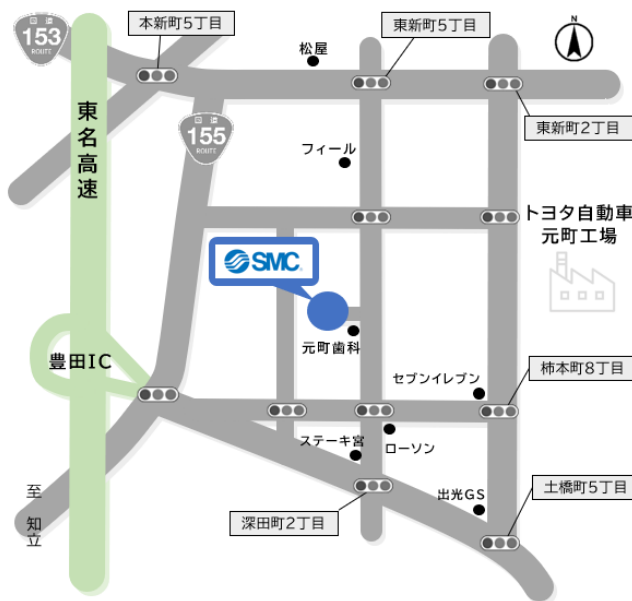 国道
153
ROUTE
本新町5丁目
松屋
東新町5丁目
N
東新町2丁目
東名高速
国道
155
ROUTE
フィール
トヨタ自動車
元町工場
SMC
元町歯科
豊田IC
セブンイレブン
柿本町8丁目
ステーキ宮
ローソン
至 知立
深田町2丁目
出光GS
土橋町5丁目